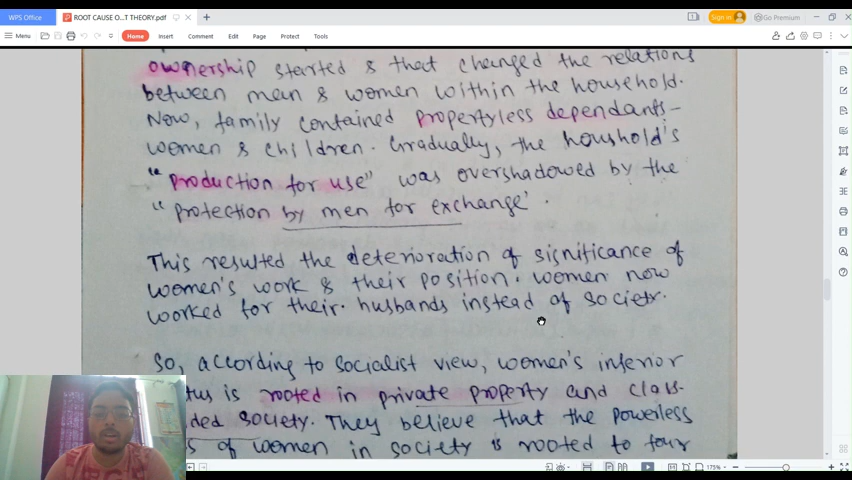 WPS Office
ROOT CAUSE O...T THEORY.pdf
Sign in
Go Premium
Menu
Home
Insert
Comment
Edit
Page
Protect
Tools
ownership started & that changed the relations
between men & women within the household.
Now, family contained propertyless dependants–
women & children. Gradually, the houshold's
"production for use" was overshadowed by the
"protection by men for exchange'.
This resulted the deterioration of significance of
women's work & their position. women now
worked for their. husbands instead of society.
So, according to socialist view, women's inferior
tus is rooted in private property and class-
ded society. They believe that the powerless
of women in society is rooted to four
175%